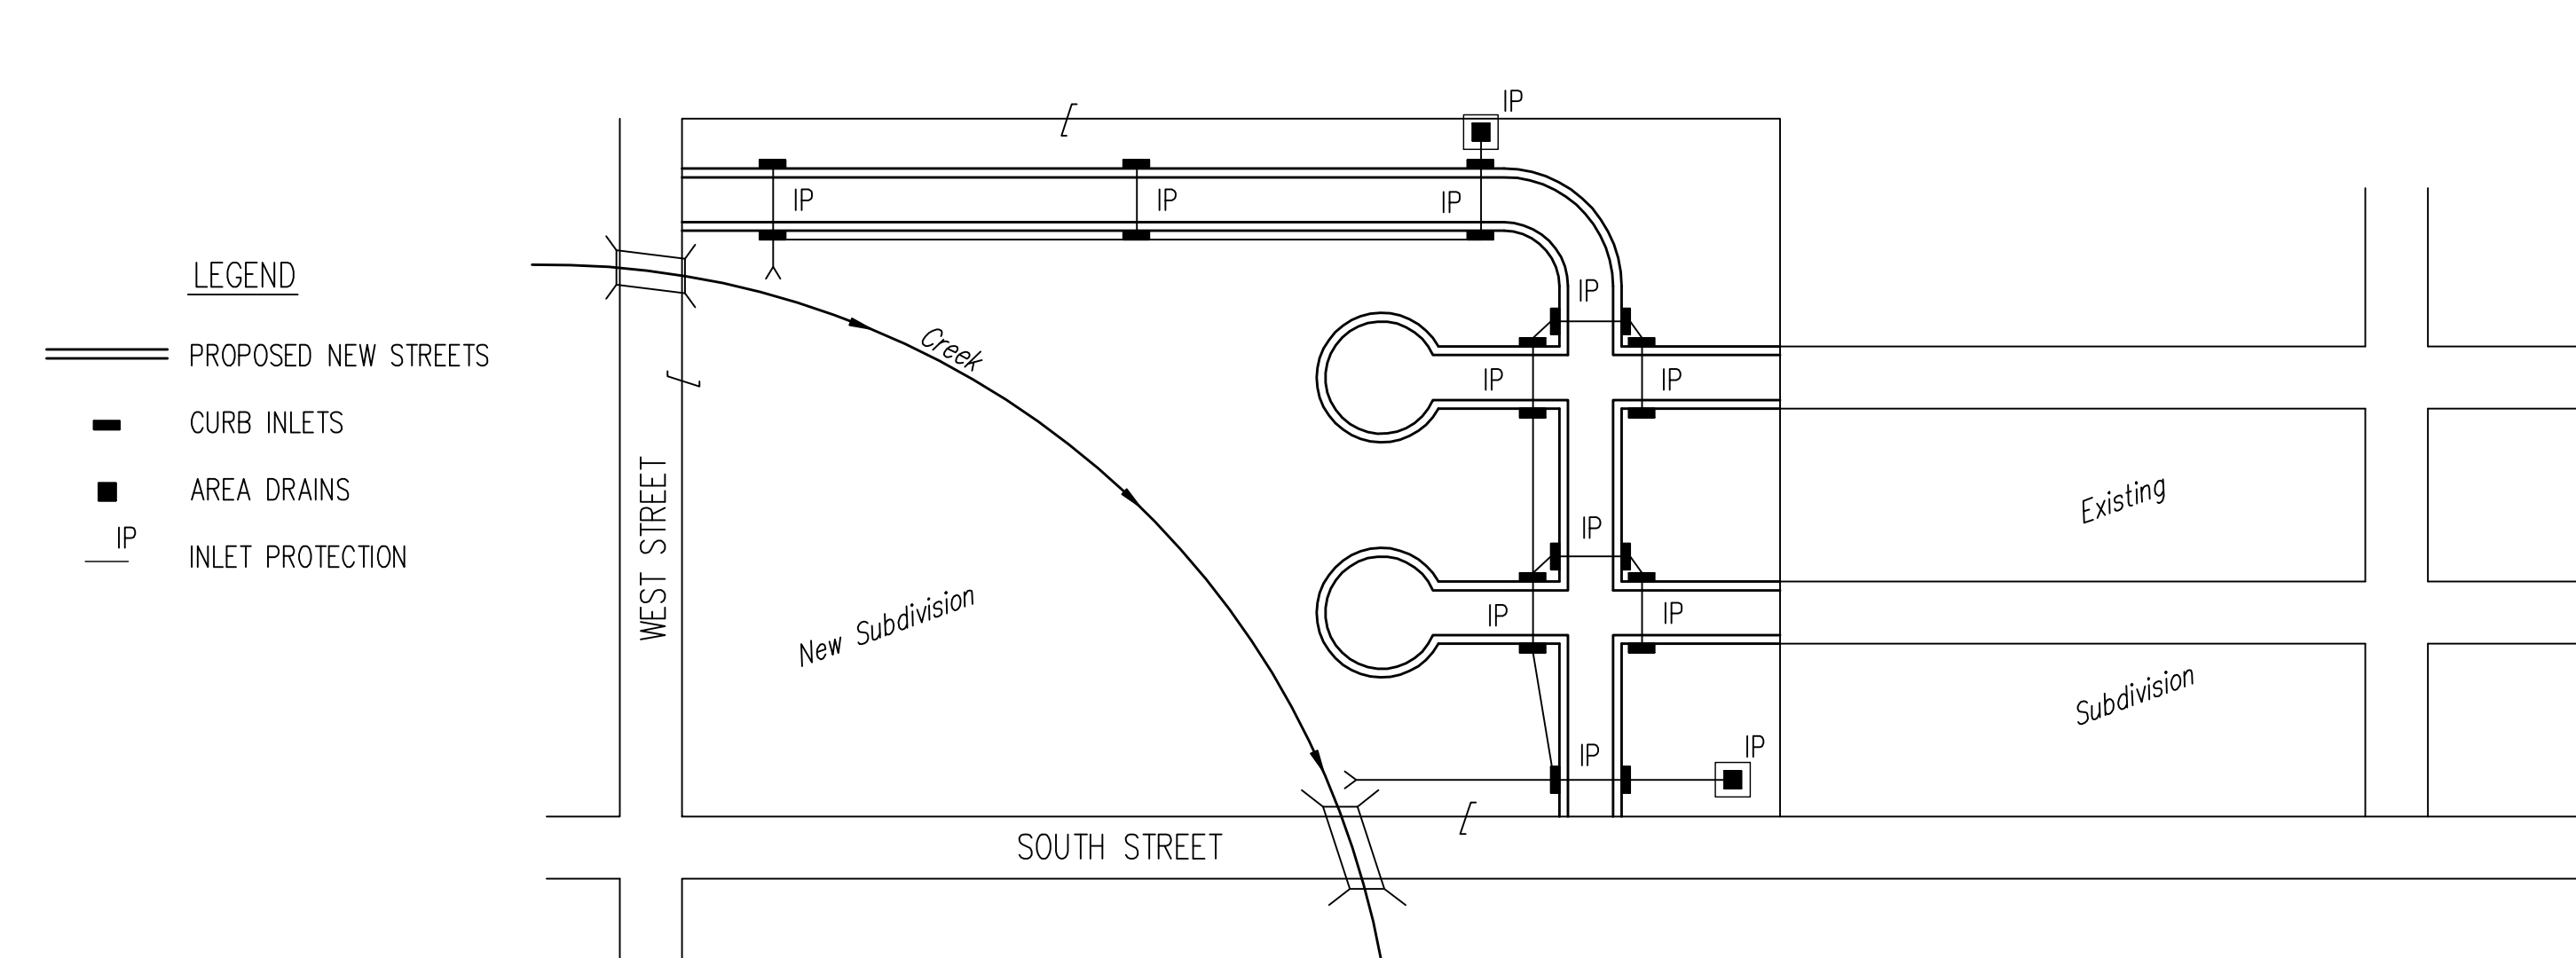 IP
IP
IP
IP
LEGEND
IP
PROPOSED NEW STREETS
Creek
IP
IP
CURB INLETS
AREA DRAINS
Existing
IP
IP
INLET PROTECTION
WEST STREET
New Subdivision
IP
IP
Subdivision
IP
IP
SOUTH STREET